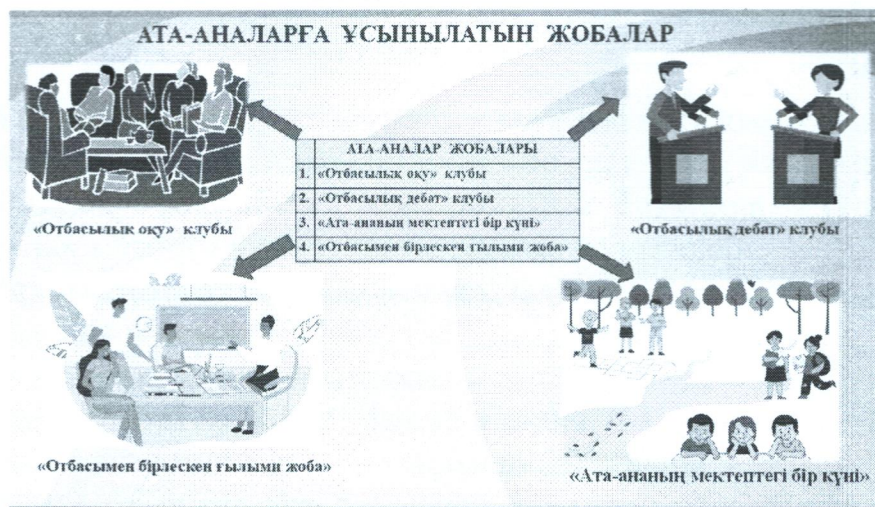 АТА-АНАЛАРҒА ҰСЫНЫЛАТЫН ЖОБАЛАР
АТА-АНАЛАР ЖОБАЛАРЫ
1. «Отбасылық оқу» клубы
2. «Отбасылық дебат» клубы
3. «Ата-ананың мектептегі бір күні»
4. «Отбасымен бірлескен ғылыми жоба»
«Отбасылық оқу» клубы
«Отбасылық дебат» клубы
«Отбасымен бірлескен ғылыми жоба»
«Ата-ананың мектептегі бір күні»